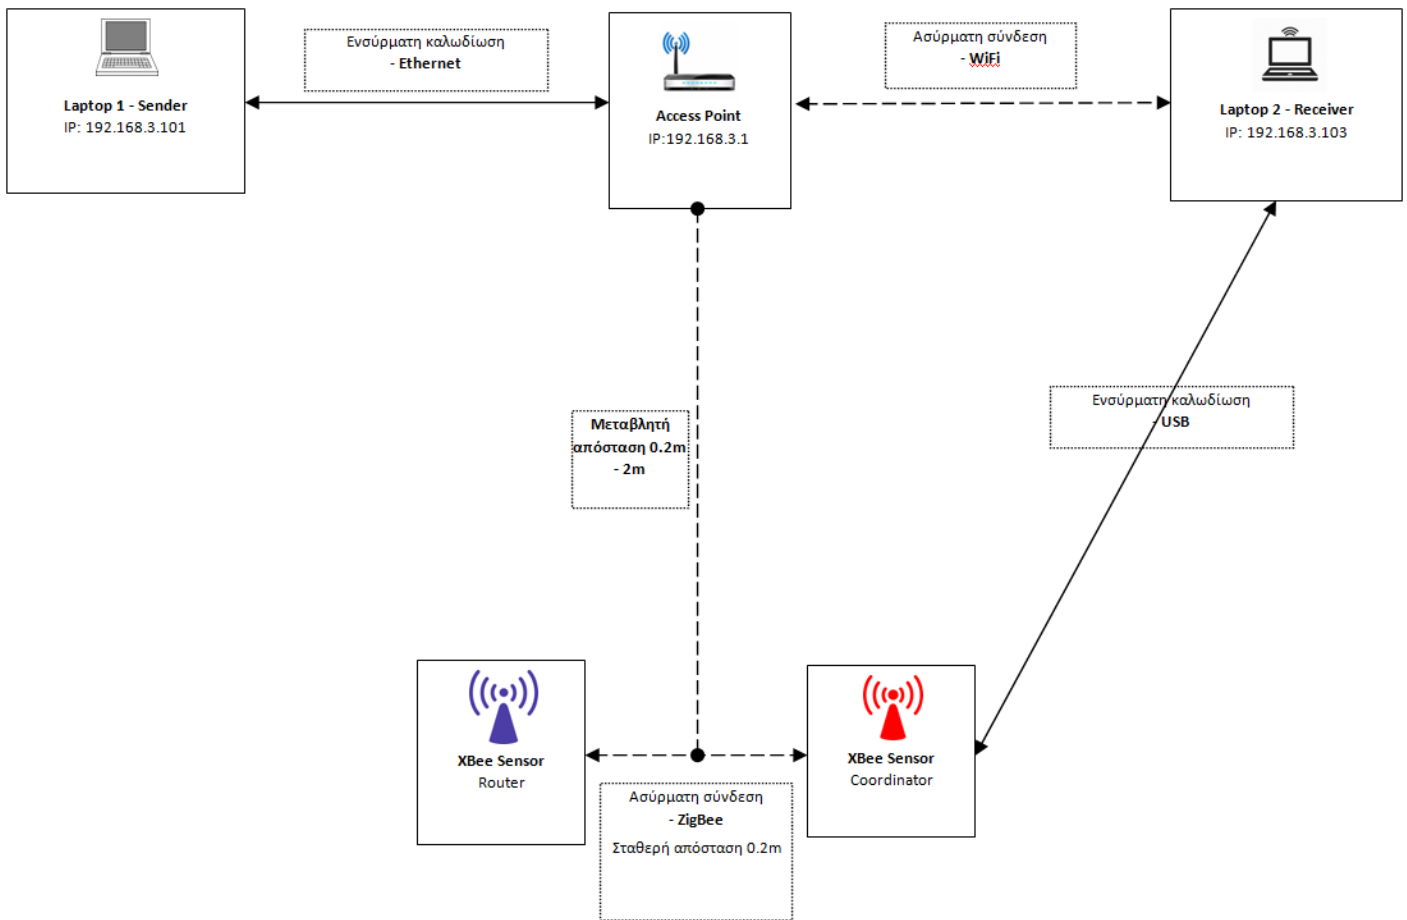 Ενσύρματη καλωδίωση
- Ethernet
Ασύρματη σύνδεση
- WiFi
Laptop 1 - Sender
IP: 192.168.3.101
Access Point
IP:192.168.3.1
Laptop 2 - Receiver
IP: 192.168.3.103
Ενσύρματη καλωδίωση
- USB
Μεταβλητή
απόσταση 0.2m
- 2m
XBee Sensor
Router
XBee Sensor
Coordinator
Ασύρματη σύνδεση
- ZigBee
Σταθερή απόσταση 0.2m